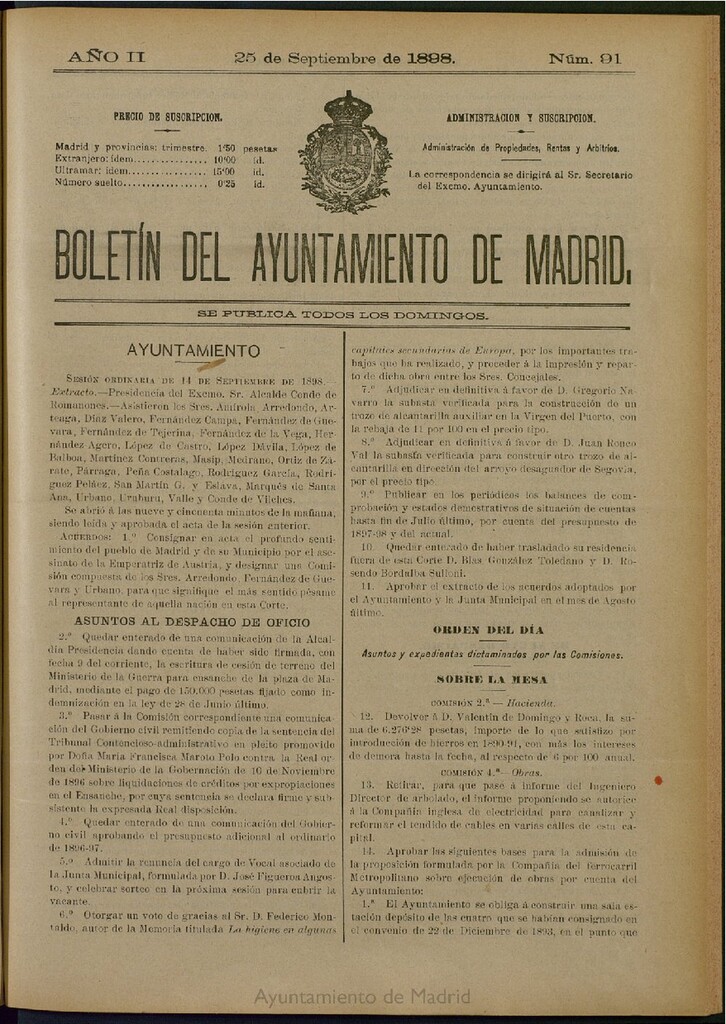 AÑO II 25 de Septiembre de 1898. Núm. 91
PRECIO DE SUSCRIPCION.
Madrid y provincias: trimestre. 1'50 pesetas
Extranjero: ídem.............. 10'00 id.
Ultramar: ídem................ 15'00 id.
Número suelto................. 0'25 id.
ADMINISTRACION Y SUSCRIPCION.
Administración de Propiedades, Rentas y Arbitrios.
La correspondencia se dirigirá al Sr. Secretario
del Excmo. Ayuntamiento.
BOLETÍN DEL AYUNTAMIENTO DE MADRID.
SE PUBLICA TODOS LOS DOMINGOS.
AYUNTAMIENTO
SESIÓN ORDINARIA DE 14 DE SEPTIEMBRE DE 1898.—
Extracto.—Presidencia del Excmo. Sr. Alcalde Conde de
Romanones.—Asistieron los Sres. Anirola, Arredondo, Ar-
teaga, Díaz Valero, Fernández Campa, Fernández de Gue-
vara, Fernández de Tejerina, Fernández de la Vega, Her-
nández Agero, López de Castro, López Dávila, López de
Balboa, Martínez Contreras, Masip, Medrano, Ortiz de Zá-
rate, Párraga, Peña Costalago, Rodríguez García, Rodrí-
guez Peláez, San Martín G. y Eslava, Marqués de Santa
Ana, Urbano, Uruburu, Valle y Conde de Vilches.
Se abrió á las nueve y cincuenta minutos de la mañana,
siendo leída y aprobada el acta de la sesión anterior.
ACUERDOS: 1.º Consignar en acta el profundo senti-
miento del pueblo de Madrid y de su Municipio por el ase-
sinato de la Emperatriz de Austria, y designar una Comi-
sión compuesta de los Sres. Arredondo, Fernández de Gue-
vara y Urbano, para que signifique el más sentido pésame
al representante de aquella nación en esta Corte.
ASUNTOS AL DESPACHO DE OFICIO
2.º Quedar enterado de una comunicación de la Alcal-
día Presidencia dando cuenta de haber sido firmada, con
fecha 9 del corriente, la escritura de cesión de terreno del
Ministerio de la Guerra para ensanche de la plaza de Ma-
drid, mediante el pago de 150.000 pesetas fijado como in-
demnización en la ley de 28 de Junio último.
3.º Pasar á la Comisión correspondiente una comunica-
ción del Gobierno civil remitiendo copia de la sentencia del
Tribunal Contencioso-administrativo en pleito promovido
por Doña María Francisca Maroto Polo contra la Real or-
den del Ministerio de la Gobernación de 10 de Noviembre
de 1896 sobre liquidaciones de créditos por expropiaciones
en el Ensanche, por cuya sentencia se declara firme y sub-
sistente la expresada Real disposición.
4.º Quedar enterado de una comunicación del Gobier-
no civil aprobando el presupuesto adicional al ordinario
de 1896-97.
5.º Admitir la renuncia del cargo de Vocal asociado de
la Junta Municipal, formulada por D. José Figueroa Angos-
to, y celebrar sorteo en la próxima sesión para cubrir la
vacante.
6.º Otorgar un voto de gracias al Sr. D. Federico Mon-
taldo, autor de la Memoria titulada La higiene en algunas
capitales secundarias de Europa, por los importantes tra-
bajos que ha realizado, y proceder á la impresión y repar-
to de dicha obra entre los Sres. Concejales.
7.º Adjudicar en definitiva á favor de D. Gregorio Na-
varro la subasta verificada para la construcción de un
trozo de alcantarilla auxiliar en la Virgen del Puerto, con
la rebaja de 11 por 100 en el precio tipo.
8.º Adjudicar en definitiva á favor de D. Juan Ronco
Val la subasta verificada para construir otro trozo de al-
cantarilla en dirección del arroyo desaguador de Segovia,
por el precio tipo.
9.º Publicar en los periódicos los balances de com-
probación y estados demostrativos de situación de cuentas
hasta fin de Julio último, por cuenta del presupuesto de
1897-98 y del actual.
10. Quedar enterado de haber trasladado su residencia
fuera de esta Corte D. Blas González Toledano y D. Ro-
sendo Bordalba Sulloni.
11. Aprobar el extracto de los acuerdos adoptados por
el Ayuntamiento y la Junta Municipal en el mes de Agosto
último.
ORDEN DEL DÍA
Asuntos y expedientes dictaminados por las Comisiones.
SOBRE LA MESA
COMISIÓN 2.ª — Hacienda.
12. Devolver á D. Valentín de Domingo y Roca, la su-
ma de 6.276'28 pesetas, importe de lo que satisfizo por
introducción de hierros en 1890-91, con más los intereses
de demora hasta la fecha, al respecto de 6 por 100 anual.
COMISIÓN 4.ª—Obras.
13. Retirar, para que pase á informe del Ingeniero
Director de arbolado, el informe proponiendo se autorice
á la Compañía inglesa de electricidad para canalizar y
reformar el tendido de cables en varias calles de esta ca-
pital.
14. Aprobar las siguientes bases para la admisión de
la proposición formulada por la Compañía del ferrocarril
Metropolitano sobre ejecución de obras por cuenta del
Ayuntamiento:
1.ª El Ayuntamiento se obliga á construir una sala es-
tación depósito de las cuatro que se habían consignado en
el convenio de 22 de Diciembre de 1893, en el punto que
Ayuntamiento de Madrid